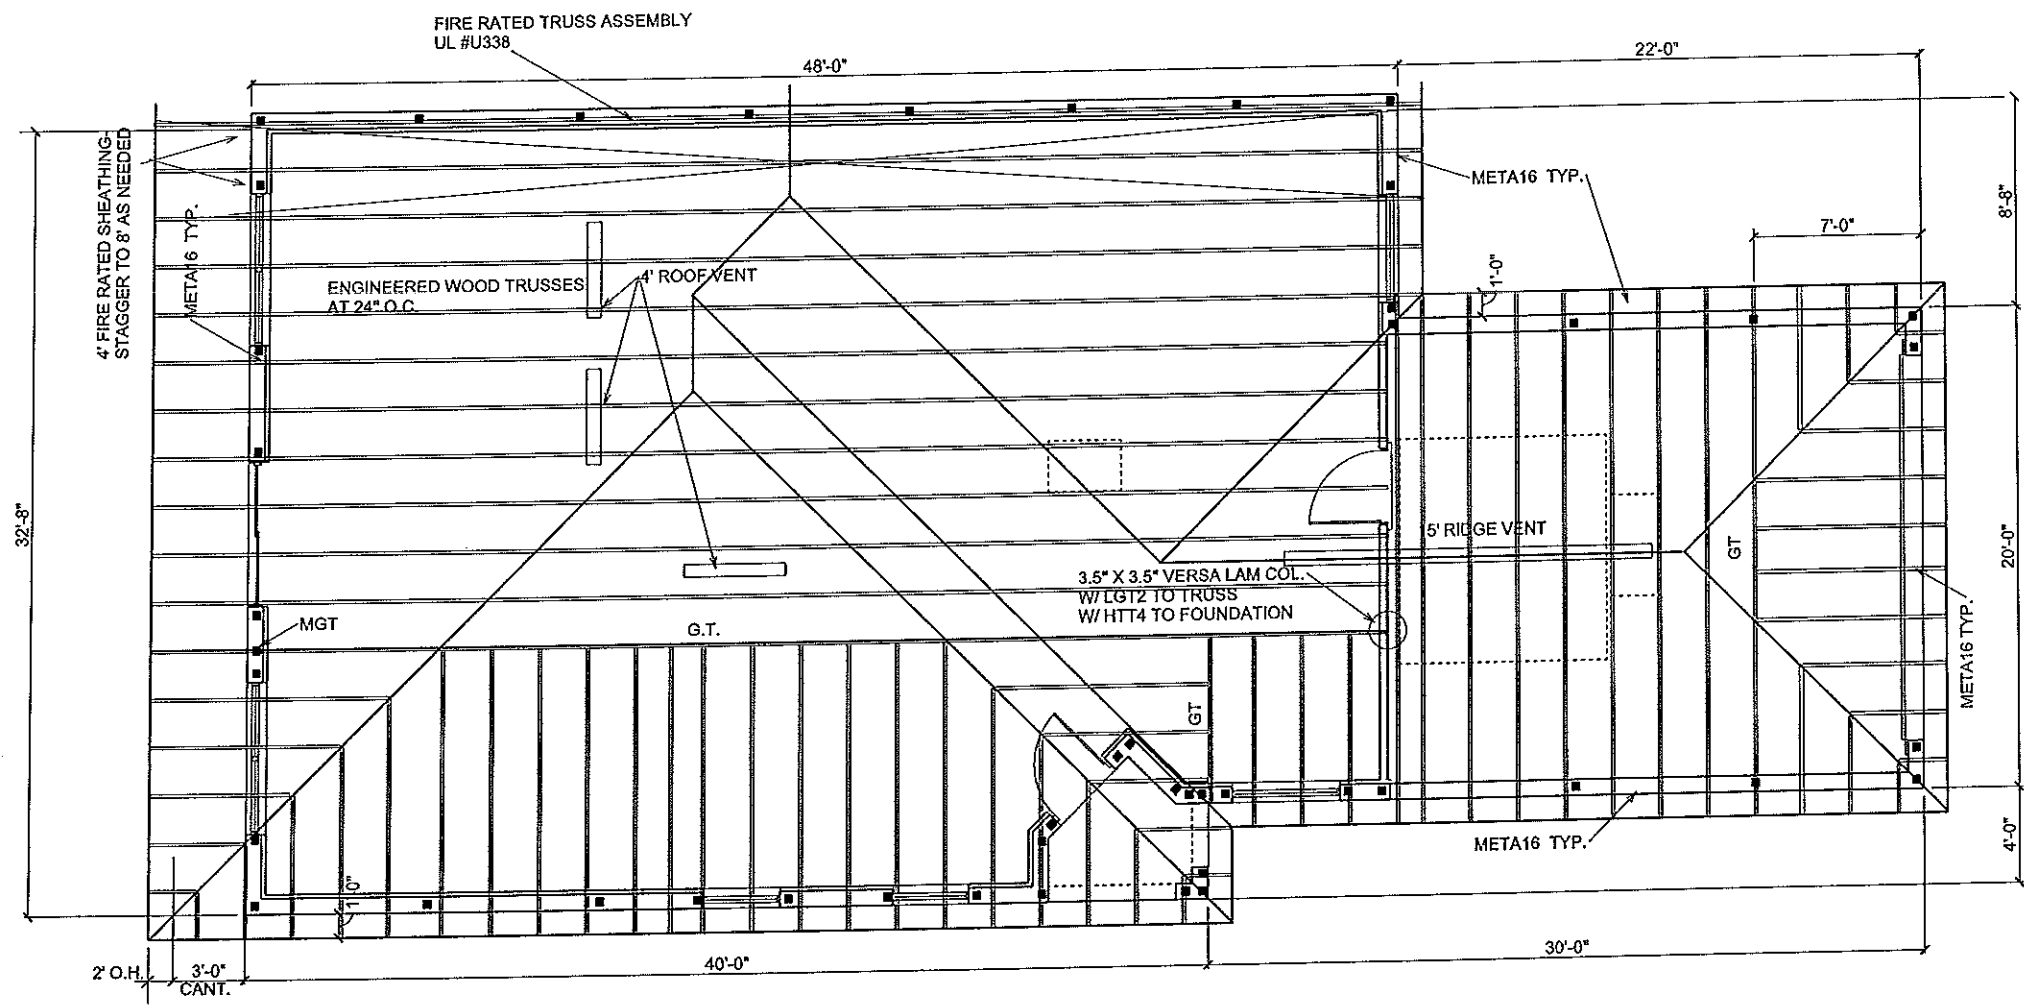 FIRE RATED TRUSS ASSEMBLY
UL #U338
48'-0"
22'-0"
4' FIRE RATED SHEATHING-
STAGGER TO 8' AS NEEDED
META16 TYP.
META16 TYP.
8'-8"
7'-0"
1'-0"
ENGINEERED WOOD TRUSSES
AT 24" O.C.
4' ROOF VENT
32'-8"
5' RIDGE VENT
GT
20'-0"
3.5" X 3.5" VERSA LAM COL.
W/ LGT2 TO TRUSS
W/ HTT4 TO FOUNDATION
MGT
G.T.
META16 TYP.
GT
META16 TYP.
4'-0"
1'-0"
2' O.H.
3'-0"
CANT.
40'-0"
30'-0"